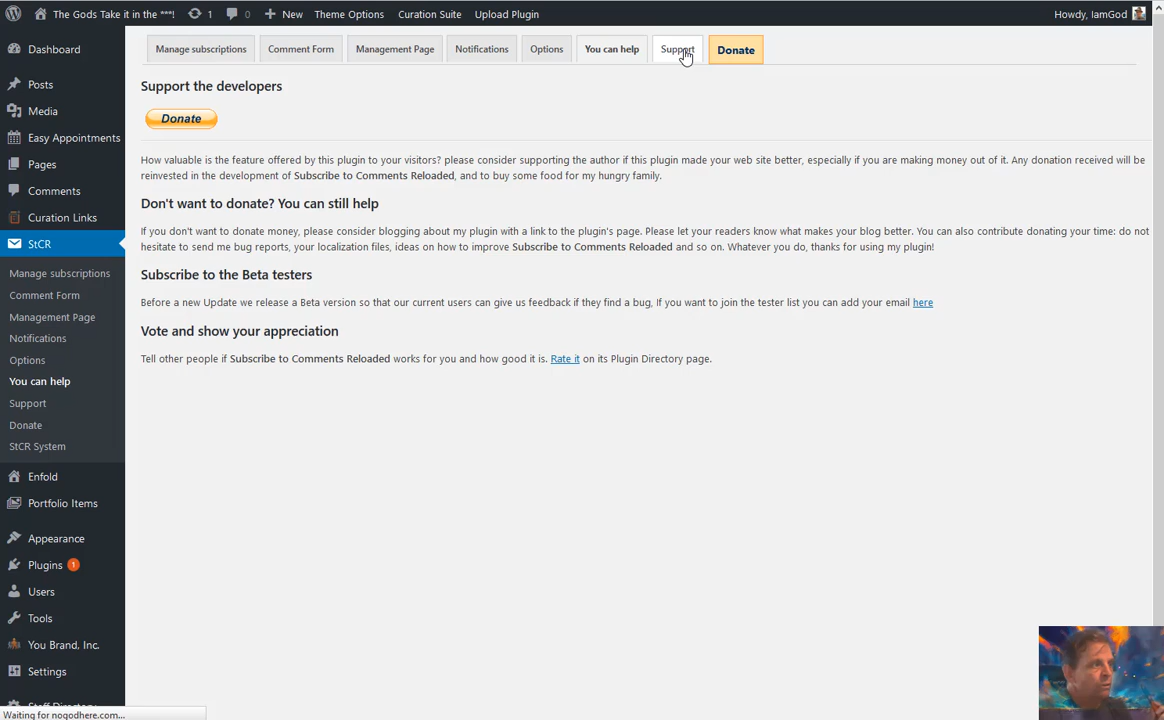 The Gods Take it in the ***! 1 0 New Theme Options Curation Suite Upload Plugin Howdy, IamGod
Manage subscriptions Comment Form Management Page Notifications Options You can help Support Donate
Dashboard
Posts
Media
Easy Appointments
Pages
Comments
Curation Links
StCR
Manage subscriptions
Comment Form
Management Page
Notifications
Options
You can help
Support
Donate
StCR System
Enfold
Portfolio Items
Appearance
Plugins 1
Users
Tools
You Brand, Inc.
Settings
Support the developers
Donate
How valuable is the feature offered by this plugin to your visitors? please consider supporting the author if this plugin made your web site better, especially if you are making money out of it. Any donation received will be
reinvested in the development of Subscribe to Comments Reloaded, and to buy some food for my hungry family.
Don't want to donate? You can still help
If you don't want to donate money, please consider blogging about my plugin with a link to the plugin's page. Please let your readers know what makes your blog better. You can also contribute donating your time: do not
hesitate to send me bug reports, your localization files, ideas on how to improve Subscribe to Comments Reloaded and so on. Whatever you do, thanks for using my plugin!
Subscribe to the Beta testers
Before a new Update we release a Beta version so that our current users can give us feedback if they find a bug, If you want to join the tester list you can add your email here
Vote and show your appreciation
Tell other people if Subscribe to Comments Reloaded works for you and how good it is. Rate it on its Plugin Directory page.
Waiting for nogodhere.com...